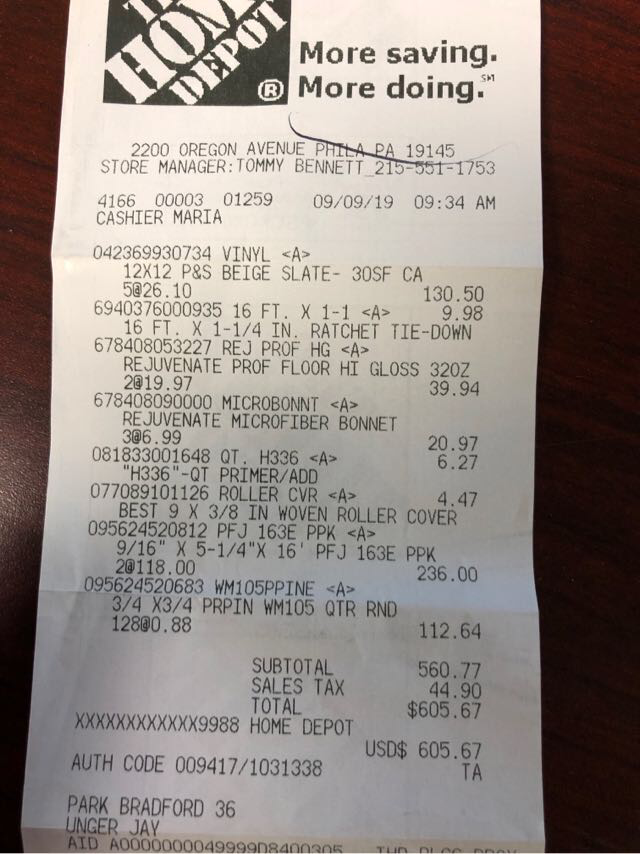 THE
HOME
DEPOT
®
More saving.
More doing.℠
2200 OREGON AVENUE PHILA PA 19145
STORE MANAGER:TOMMY BENNETT 215-551-1753
4166 00003 01259 09/09/19 09:34 AM
CASHIER MARIA
042369930734 VINYL <A>
12X12 P&S BEIGE SLATE- 30SF CA
5@26.10 130.50
6940376000935 16 FT. X 1-1 <A> 9.98
16 FT. X 1-1/4 IN. RATCHET TIE-DOWN
678408053227 REJ PROF HG <A>
REJUVENATE PROF FLOOR HI GLOSS 32OZ
2@19.97 39.94
678408090000 MICROBONNT <A>
REJUVENATE MICROFIBER BONNET
3@6.99 20.97
081833001648 QT. H336 <A> 6.27
"H336"-QT PRIMER/ADD
077089101126 ROLLER CVR <A> 4.47
BEST 9 X 3/8 IN WOVEN ROLLER COVER
095624520812 PFJ 163E PPK <A>
9/16" X 5-1/4"X 16' PFJ 163E PPK
2@118.00 236.00
095624520683 WM105PPINE <A>
3/4 X3/4 PRPIN WM105 QTR RND
128@0.88 112.64
SUBTOTAL 560.77
SALES TAX 44.90
TOTAL $605.67
XXXXXXXXXXXX9988 HOME DEPOT
USD$ 605.67
AUTH CODE 009417/1031338 TA
PARK BRADFORD 36
UNGER JAY
AID A0000000049999D8400305